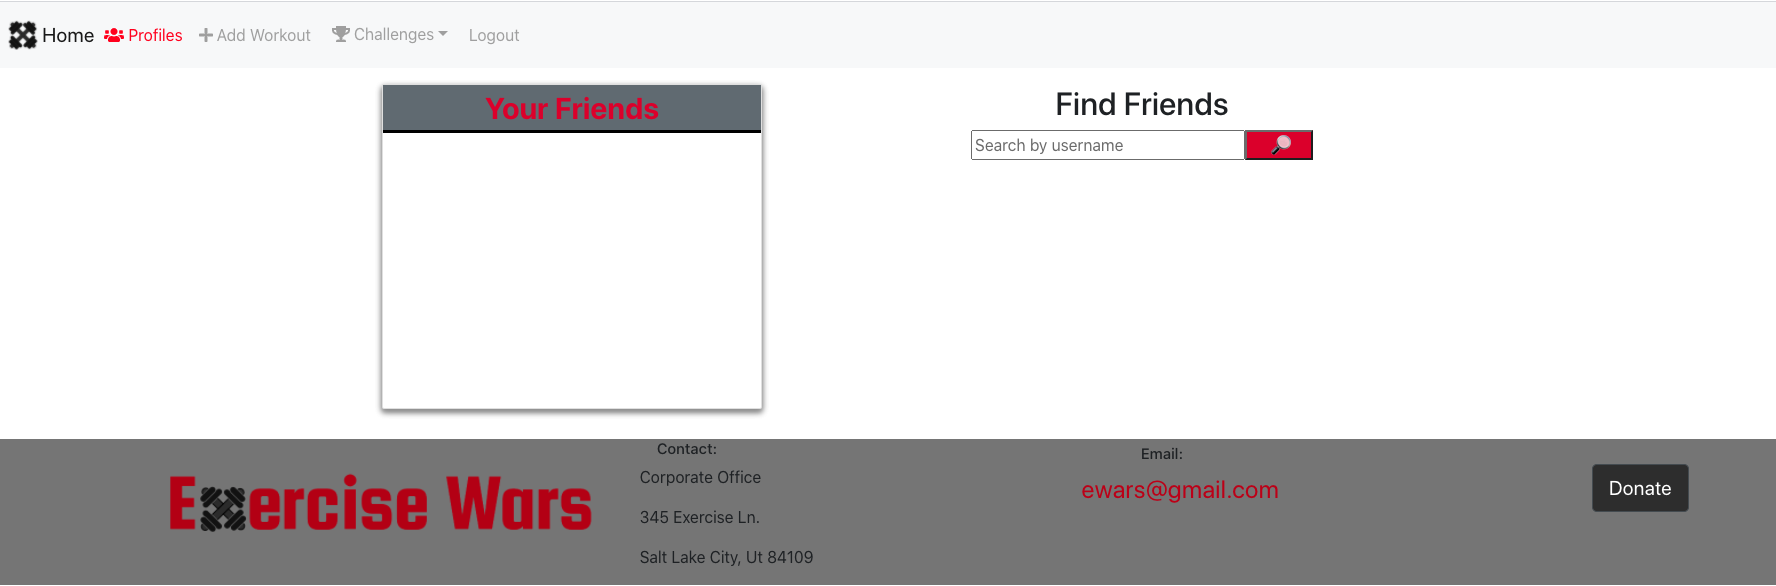 Home Profiles Add Workout Challenges Logout
Your Friends
Find Friends
Search by username
Exercise Wars
Contact:
Corporate Office
345 Exercise Ln.
Salt Lake City, Ut 84109
Email:
ewars@gmail.com
Donate